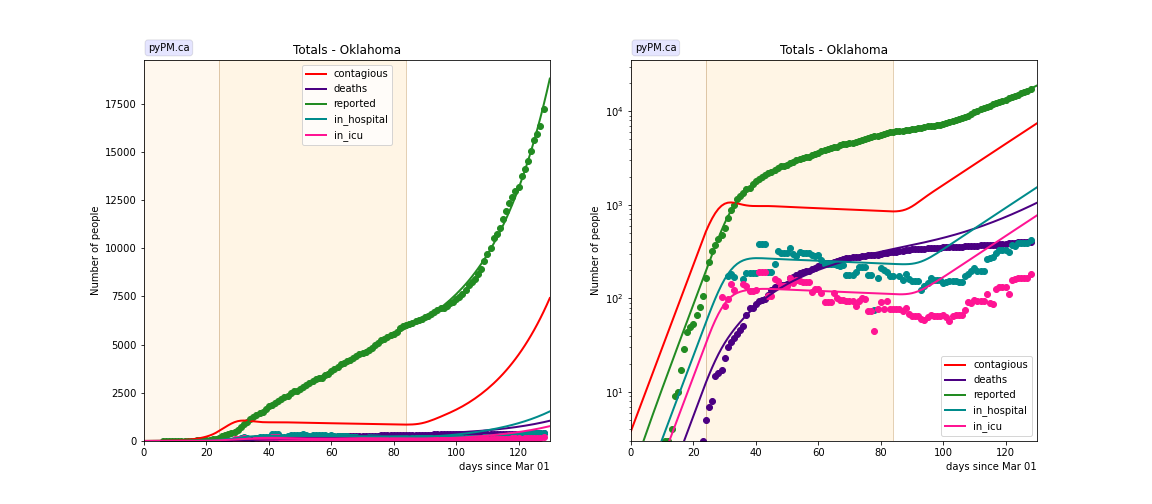 pyPM.ca
Totals - Oklahoma
contagious
deaths
reported
in_hospital
in_icu
Number of people
17500
15000
12500
10000
7500
5000
2500
0
0 20 40 60 80 100 120
days since Mar 01
pyPM.ca
Totals - Oklahoma
Number of people
10⁴
10³
10²
10¹
contagious
deaths
reported
in_hospital
in_icu
0 20 40 60 80 100 120
days since Mar 01